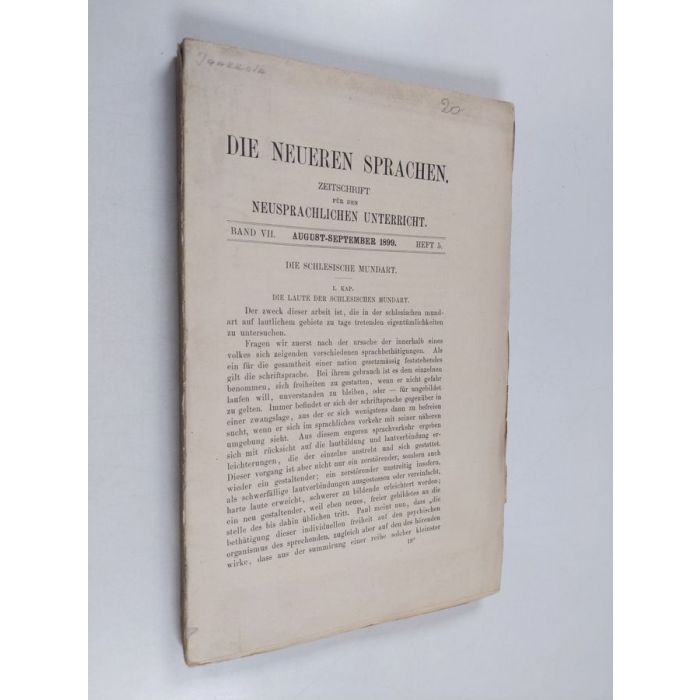 20
DIE NEUEREN SPRACHEN.
ZEITSCHRIFT
FÜR DEN
NEUSPRACHLICHEN UNTERRICHT.
BAND VII. AUGUST-SEPTEMBER 1899. HEFT 5.
DIE SCHLESISCHE MUNDART.
I. KAP.
DIE LAUTE DER SCHLESISCHEN MUNDART.
Der zweck dieser arbeit ist, die in der schlesischen mund-
art auf lautlichem gebiete zu tage tretenden eigentümlichkeiten
zu untersuchen.
Fragen wir zuerst nach der ursache der innerhalb eines
volkes sich zeigenden verschiedenen sprachbethätigungen. Als
ein für die gesamtheit einer nation gesetzmässig feststehendes
gilt die schriftsprache. Bei ihrem gebrauch ist es dem einzelnen
benommen, sich freiheiten zu gestatten, wenn er nicht gefahr
laufen will, unverstanden zu bleiben, oder — für ungebildet
zu gelten. Immer befindet er sich der schriftsprache gegenüber in
einer zwangslage, aus der er sich wenigstens dann zu befreien
sucht, wenn er sich im sprachlichen verkehr mit seiner näheren
umgebung sieht. Aus diesem engeren sprachverkehr ergeben
sich mit rücksicht auf die lautbildung und lautverbindung er-
leichterungen, die der einzelne anstrebt und sich gestattet.
Dieser vorgang ist aber nicht nur ein zerstörender, sondern auch
wieder ein gestaltender; ein zerstörender unstreitig insofern,
als schwerfällige lautverbindungen ausgestossen oder vereinfacht,
harte laute erweicht, schwerer zu bildende erleichtert werden;
ein neu gestaltender, weil eben neues, freier gebildetes an die
stelle des bis dahin üblichen tritt. Paul meint nun, dass „die
bethätigung dieser individuellen freiheit auf den psychischen
organismus des sprechenden, zugleich aber auf den des hörenden
wirke, dass aus der summirung einer reihe solcher kleinster